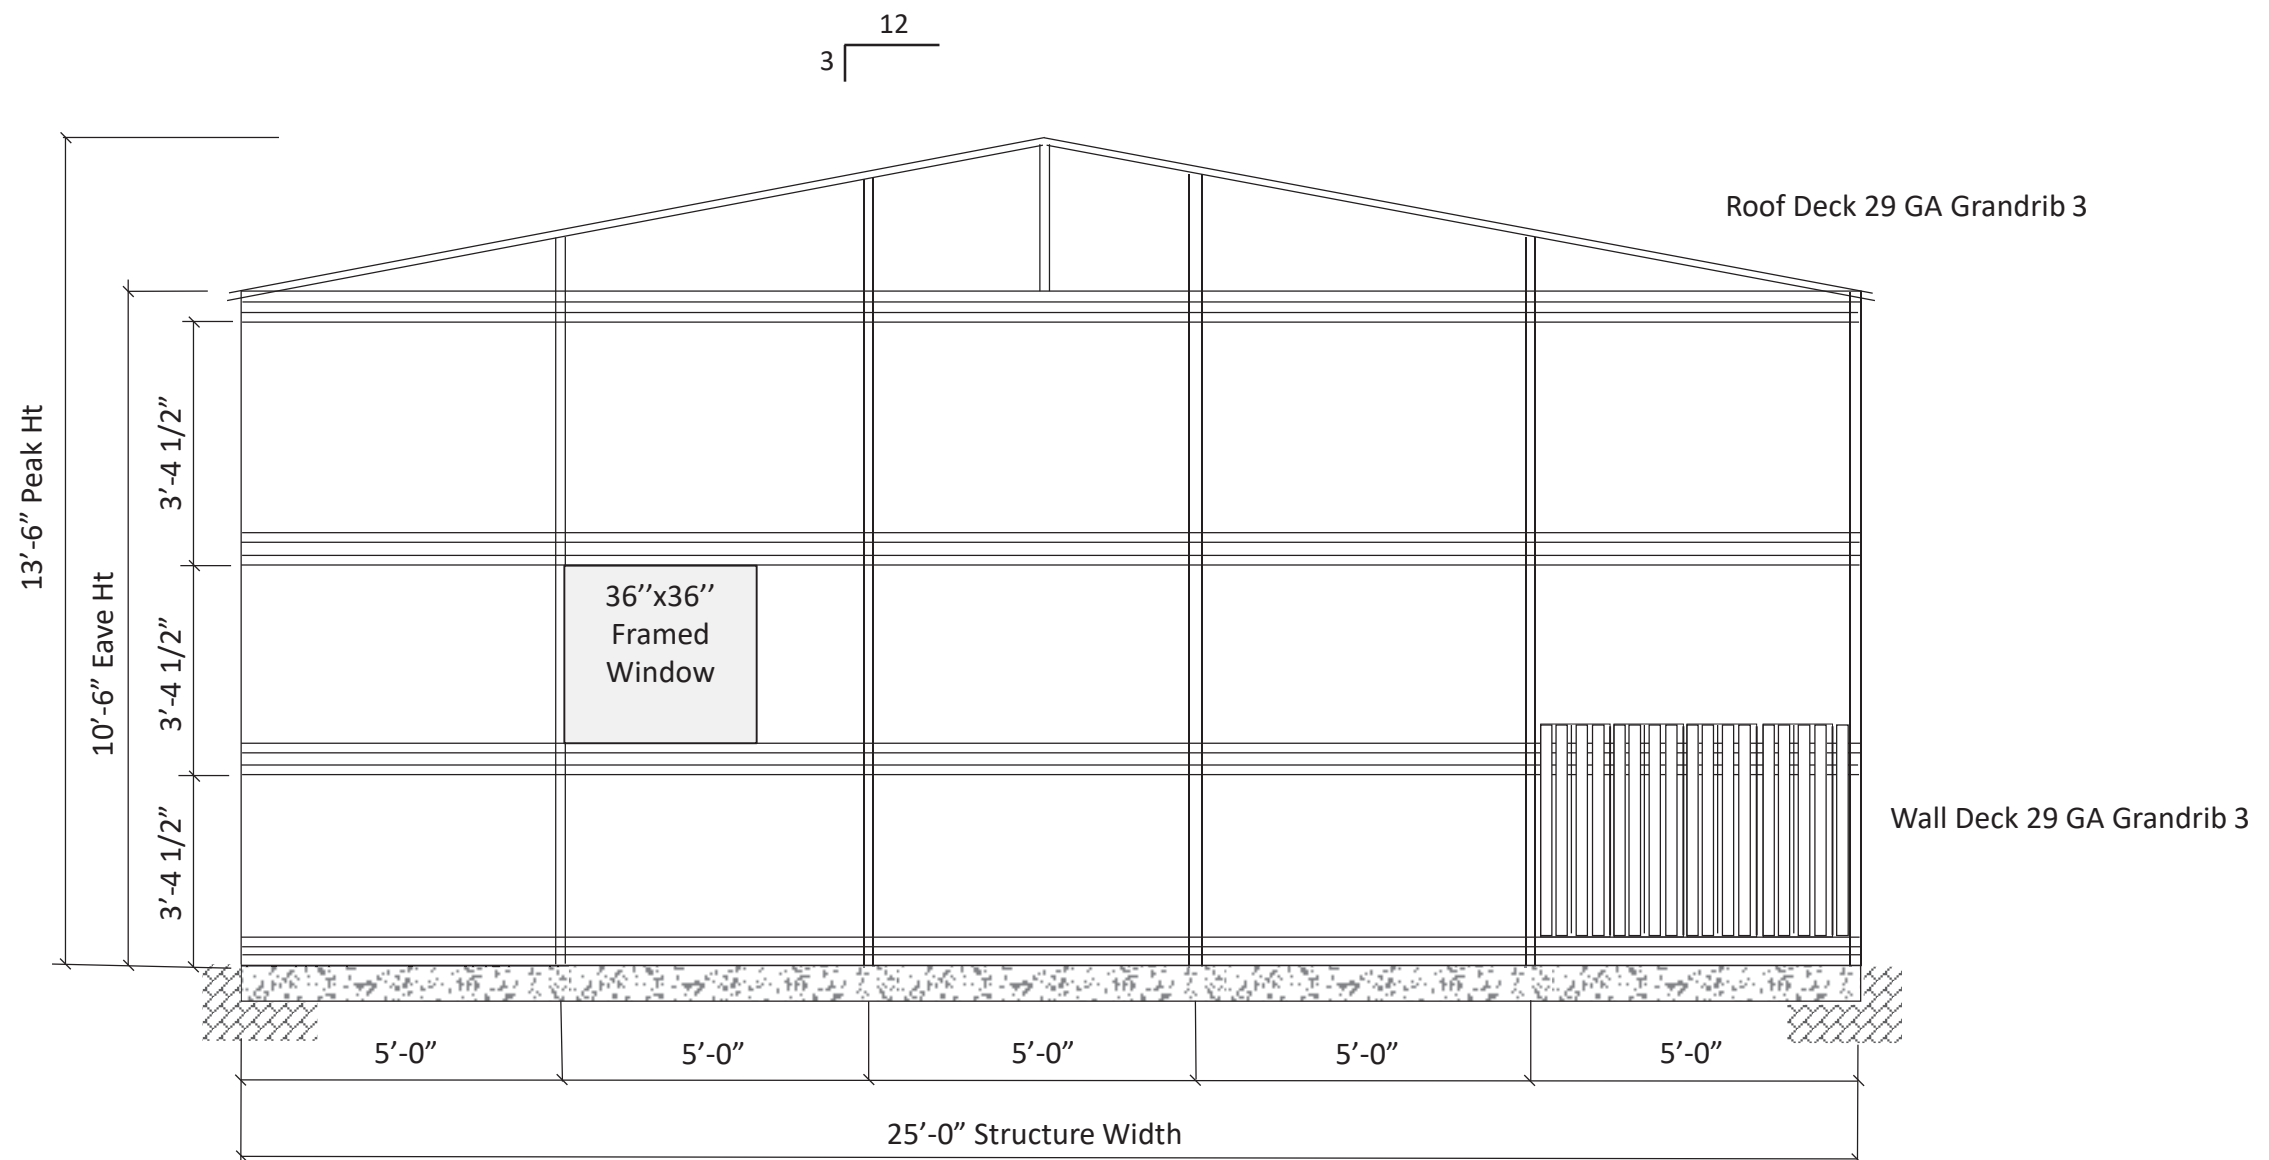 12
3
Roof Deck 29 GA Grandrib 3
13’-6” Peak Ht
10’-6” Eave Ht
3’-4 1/2”
3’-4 1/2”
3’-4 1/2”
36’’x36’’
Framed
Window
Wall Deck 29 GA Grandrib 3
5’-0”
5’-0”
5’-0”
5’-0”
5’-0”
25’-0” Structure Width